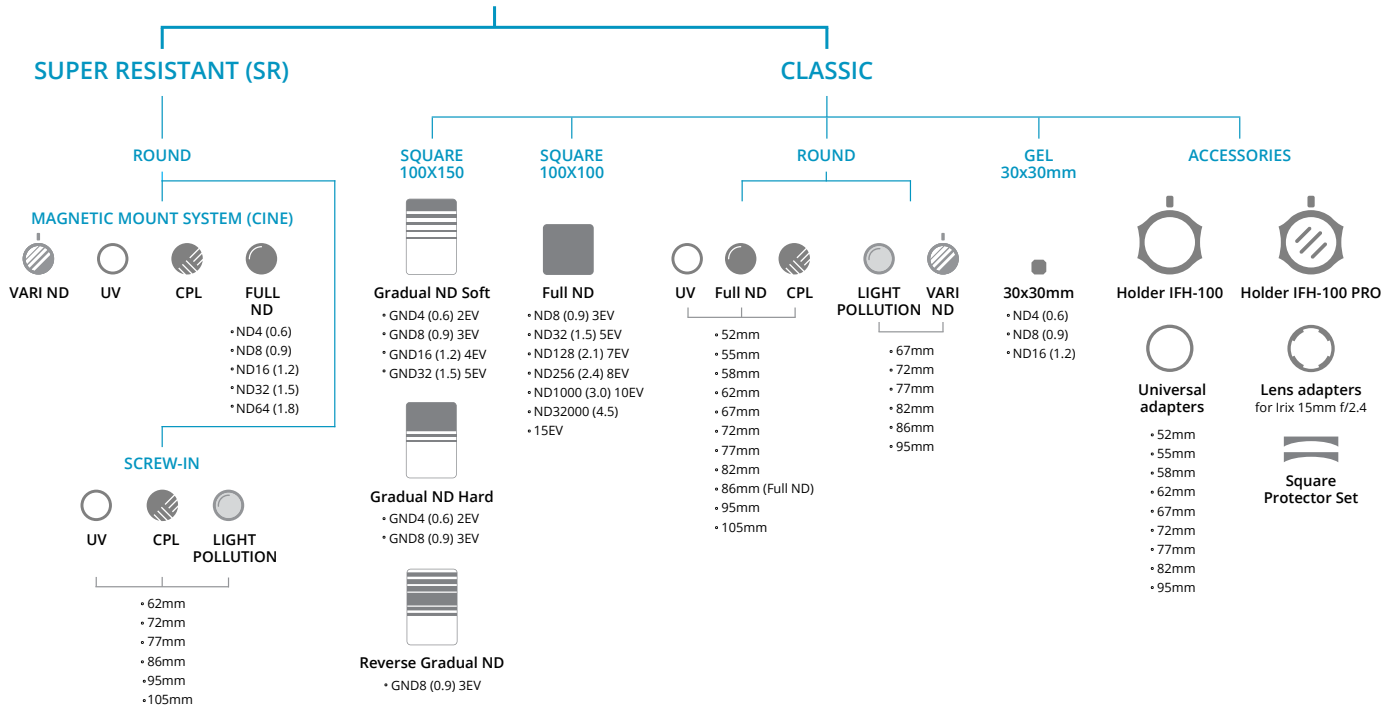 SUPER RESISTANT (SR)
ROUND
MAGNETIC MOUNT SYSTEM (CINE)
VARI ND
UV
CPL
FULL
ND
• ND4 (0.6)
• ND8 (0.9)
• ND16 (1.2)
• ND32 (1.5)
• ND64 (1.8)
SCREW-IN
UV
CPL
LIGHT
POLLUTION
• 62mm
• 72mm
• 77mm
• 86mm
• 95mm
• 105mm
CLASSIC
SQUARE
100X150
Gradual ND Soft
• GND4 (0.6) 2EV
• GND8 (0.9) 3EV
• GND16 (1.2) 4EV
• GND32 (1.5) 5EV
Gradual ND Hard
• GND4 (0.6) 2EV
• GND8 (0.9) 3EV
Reverse Gradual ND
• GND8 (0.9) 3EV
SQUARE
100X100
Full ND
• ND8 (0.9) 3EV
• ND32 (1.5) 5EV
• ND128 (2.1) 7EV
• ND256 (2.4) 8EV
• ND1000 (3.0) 10EV
• ND32000 (4.5)
• 15EV
ROUND
UV
Full ND
CPL
• 52mm
• 55mm
• 58mm
• 62mm
• 67mm
• 72mm
• 77mm
• 82mm
• 86mm (Full ND)
• 95mm
• 105mm
LIGHT
POLLUTION
VARI
ND
• 67mm
• 72mm
• 77mm
• 82mm
• 86mm
• 95mm
GEL
30x30mm
30x30mm
• ND4 (0.6)
• ND8 (0.9)
• ND16 (1.2)
ACCESSORIES
Holder IFH-100
Holder IFH-100 PRO
Universal
adapters
• 52mm
• 55mm
• 58mm
• 62mm
• 67mm
• 72mm
• 77mm
• 82mm
• 95mm
Lens adapters
for Irix 15mm f/2.4
Square
Protector Set